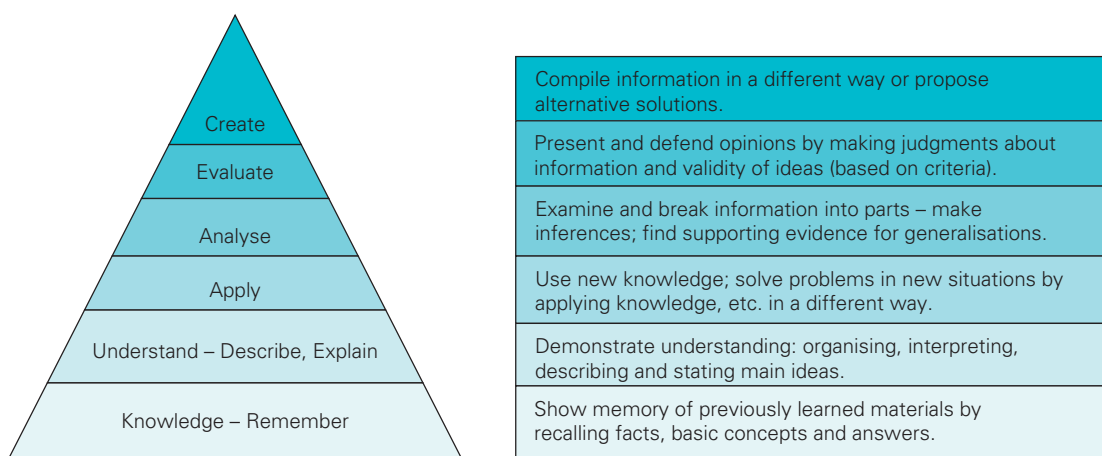 Create
Evaluate
Analyse
Apply
Understand – Describe, Explain
Knowledge – Remember
Compile information in a different way or propose
alternative solutions.
Present and defend opinions by making judgments about
information and validity of ideas (based on criteria).
Examine and break information into parts – make
inferences; find supporting evidence for generalisations.
Use new knowledge; solve problems in new situations by
applying knowledge, etc. in a different way.
Demonstrate understanding: organising, interpreting,
describing and stating main ideas.
Show memory of previously learned materials by
recalling facts, basic concepts and answers.